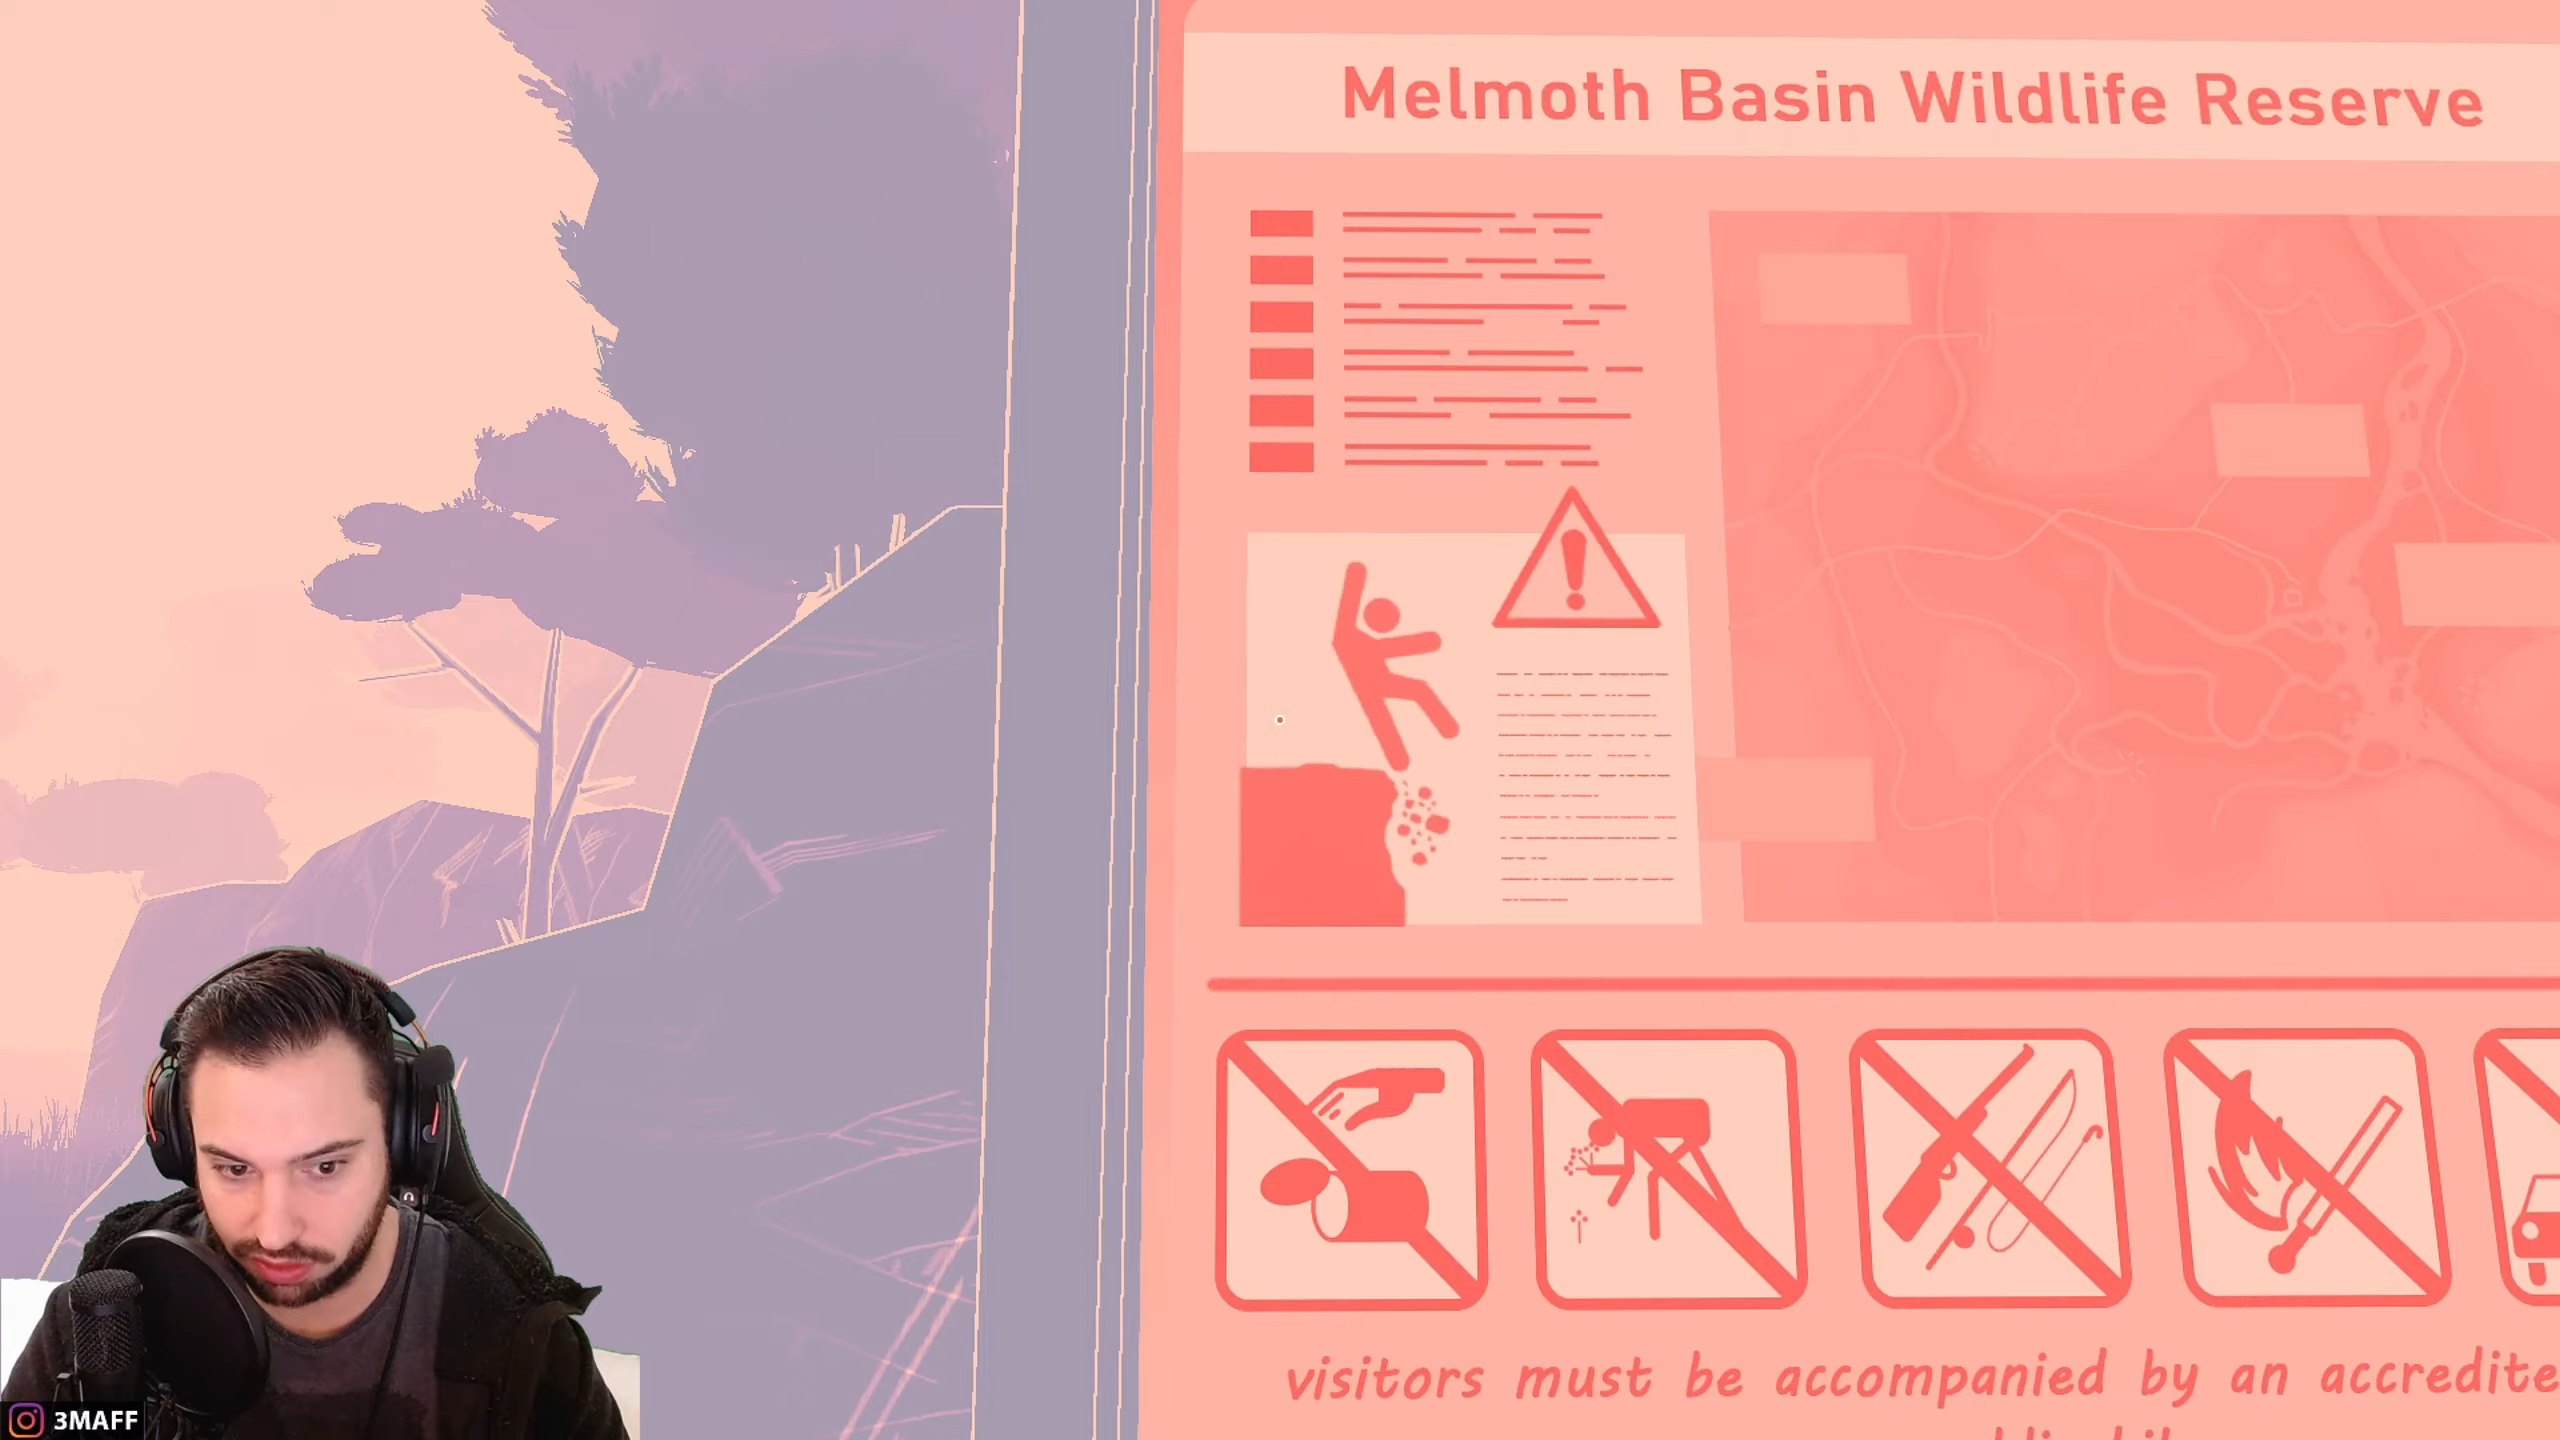 Melmoth Basin Wildlife Reserve
visitors must be accompanied by an accredite
3MAFF